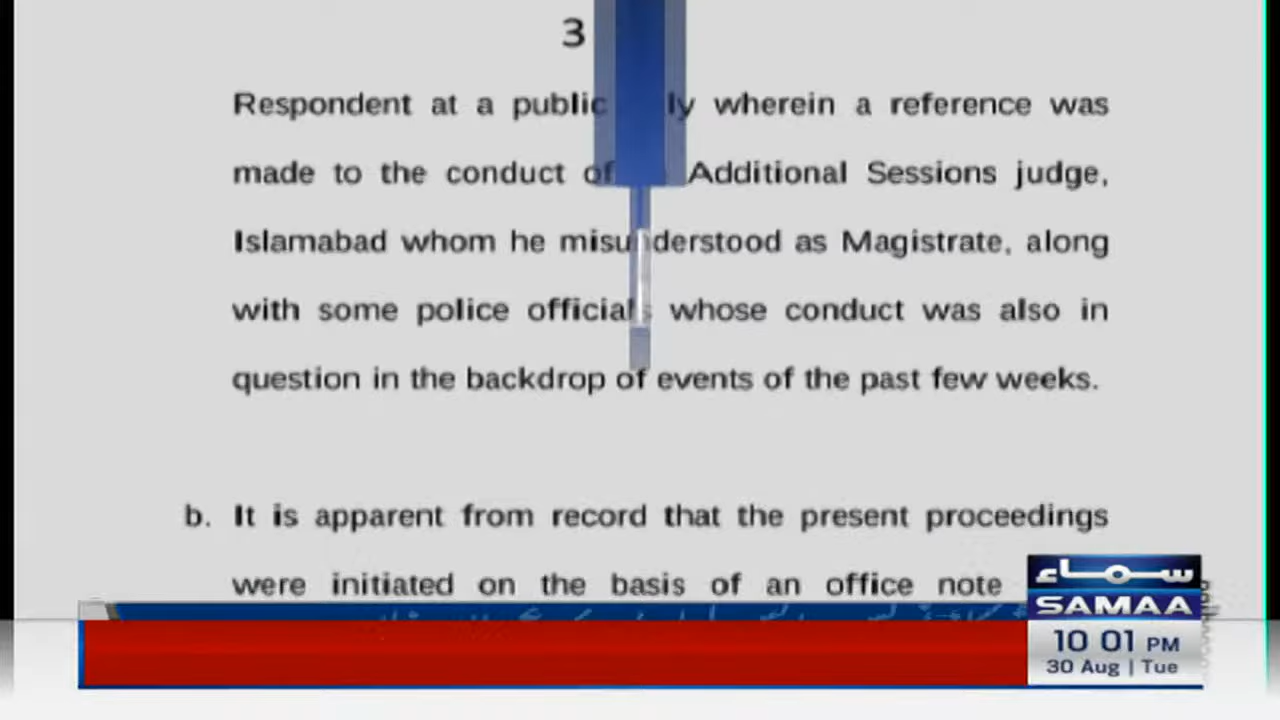 3
Respondent at a public ly wherein a reference was
made to the conduct of Additional Sessions judge,
Islamabad whom he misunderstood as Magistrate, along
with some police officials whose conduct was also in
question in the backdrop of events of the past few weeks.
b. It is apparent from record that the present proceedings
were initiated on the basis of an office note
سماء
SAMAA
10 01 PM
30 Aug | Tue